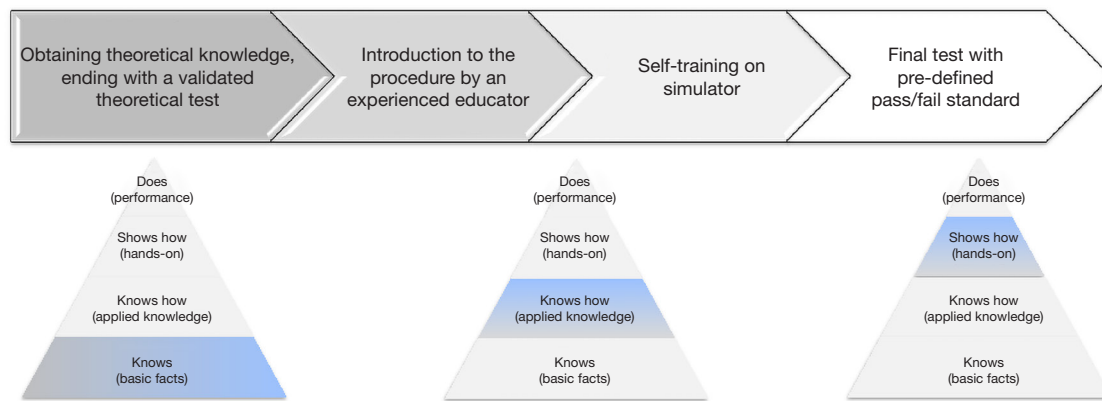 Obtaining theoretical knowledge,
ending with a validated
theoretical test
Introduction to the
procedure by an
experienced educator
Self-training on
simulator
Final test with
pre-defined
pass/fail standard
Does
(performance)
Shows how
(hands-on)
Knows how
(applied knowledge)
Knows
(basic facts)
Does
(performance)
Shows how
(hands-on)
Knows how
(applied knowledge)
Knows
(basic facts)
Does
(performance)
Shows how
(hands-on)
Knows how
(applied knowledge)
Knows
(basic facts)